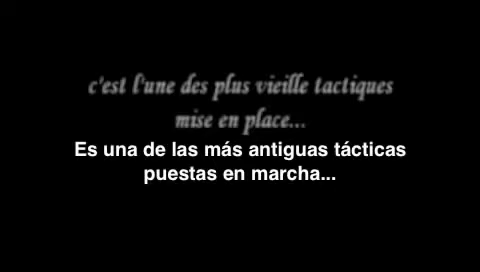 c'est l'une des plus vieille tactiques
mise en place...
Es una de las más antiguas tácticas
puestas en marcha...